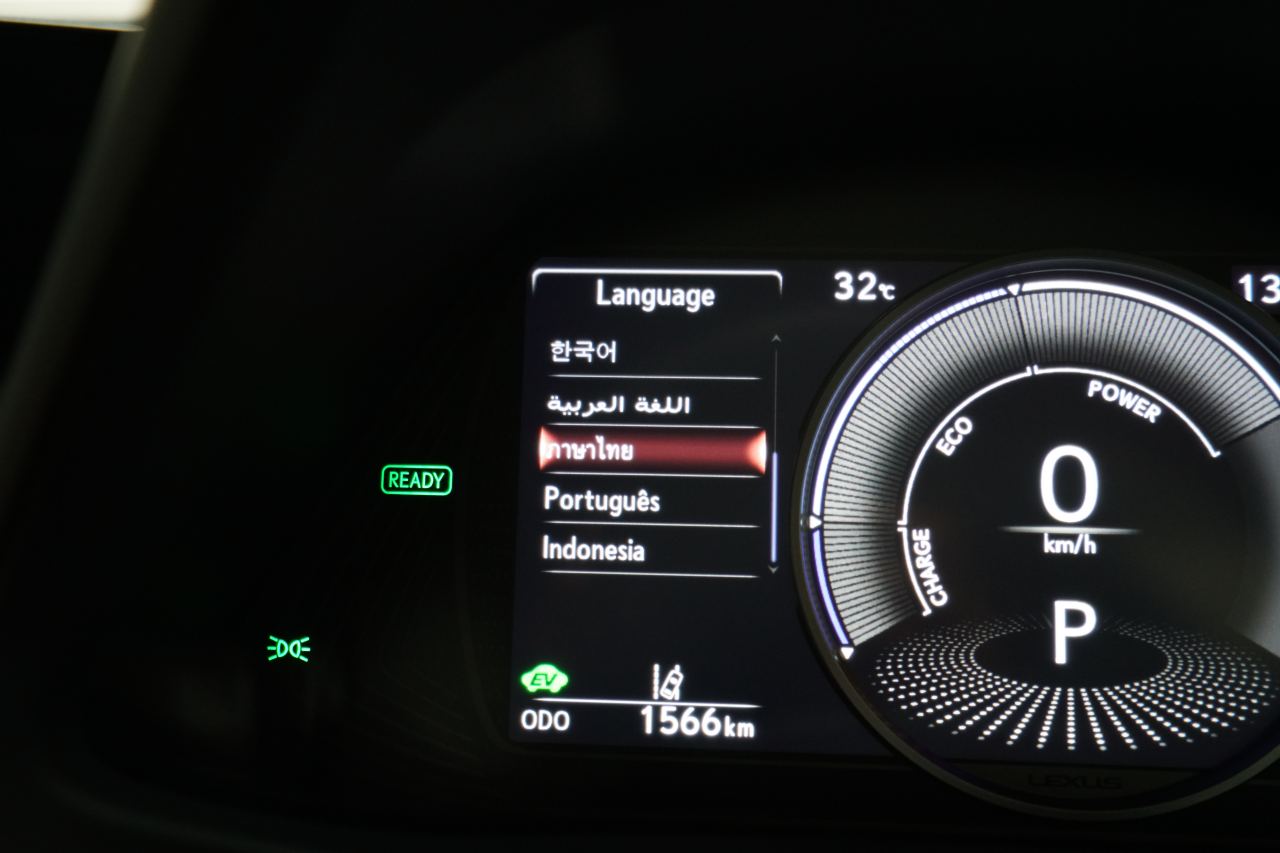 Language
한국어
اللغة العربية
ภาษาไทย
Português
Indonesia
READY
EV
ODO
1566km
32℃
13
POWER
ECO
CHARGE
0
km/h
P
LEXUS